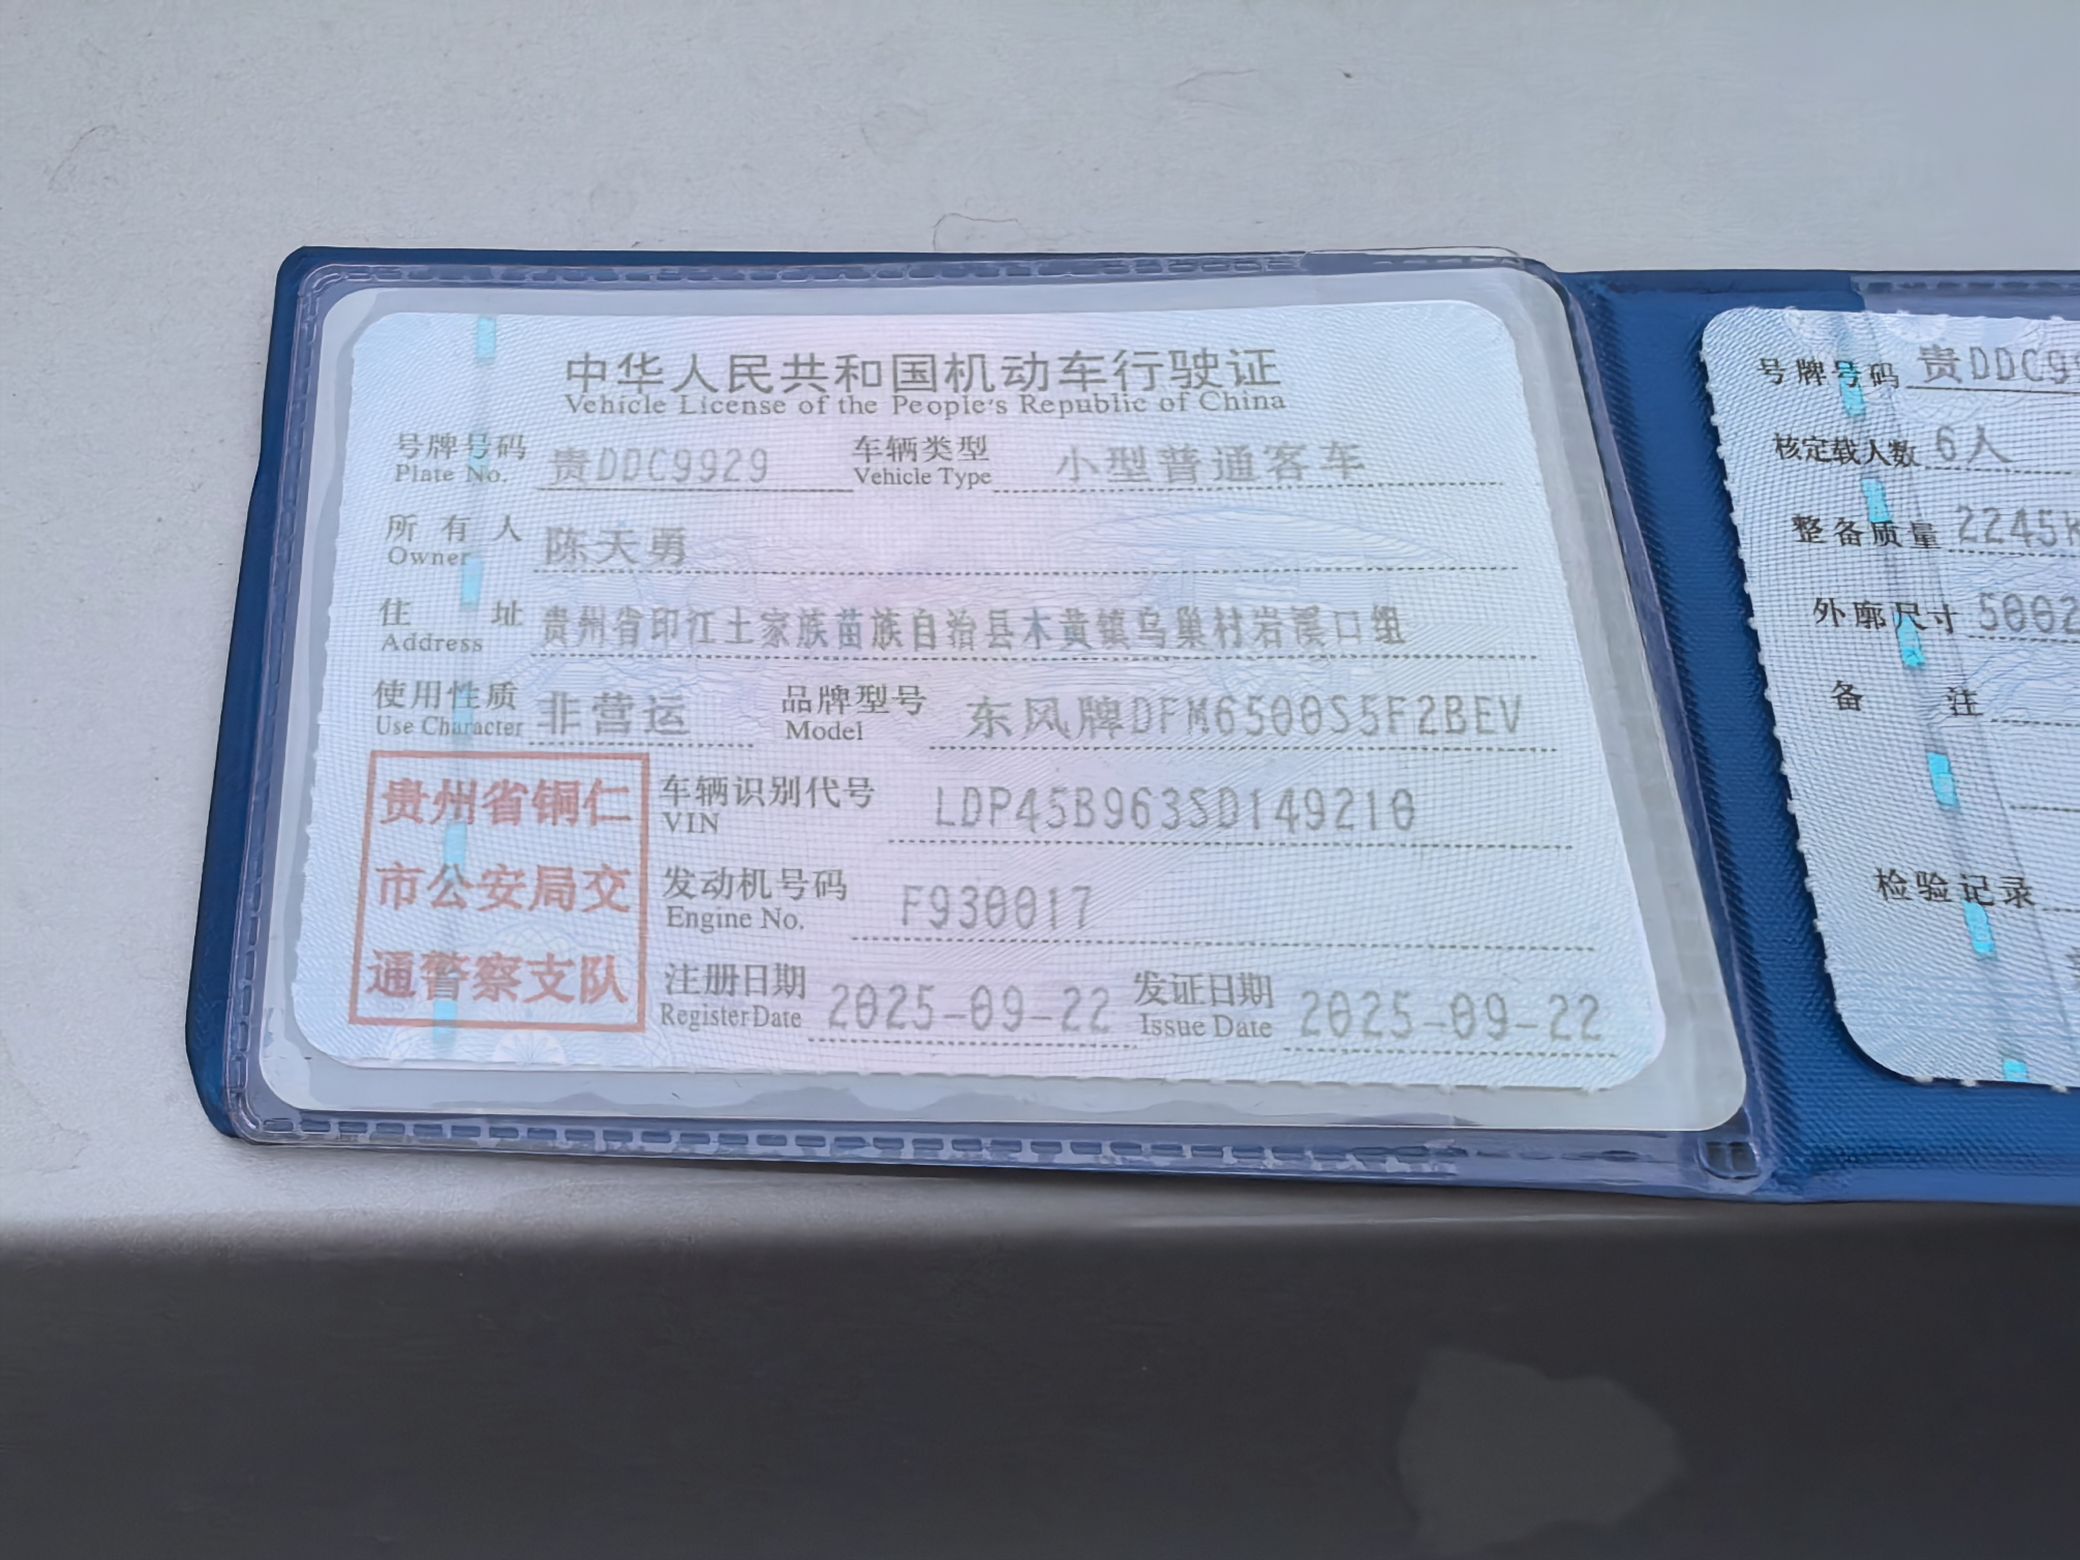 中华人民共和国机动车行驶证
Vehicle License of the People's Republic of China
号牌号码 贵DDC9929 车辆类型 小型普通客车
Plate No. Vehicle Type
所有人 陈天勇
Owner
住址 贵州省印江土家族苗族自治县木黄镇乌巢村岩溪口组
Address
使用性质 非营运 品牌型号 东风牌DFM6500S5F2BEV
Use Character Model
贵州省铜仁
市公安局交
通警察支队
车辆识别代号 LDP45B963SD149210
VIN
发动机号码 F930017
Engine No.
注册日期 2025-09-22 发证日期 2025-09-22
Register Date Issue Date
号牌号码 贵DDC9
核定载人数 6人
整备质量 2245
外廓尺寸 5002
备注
检验记录